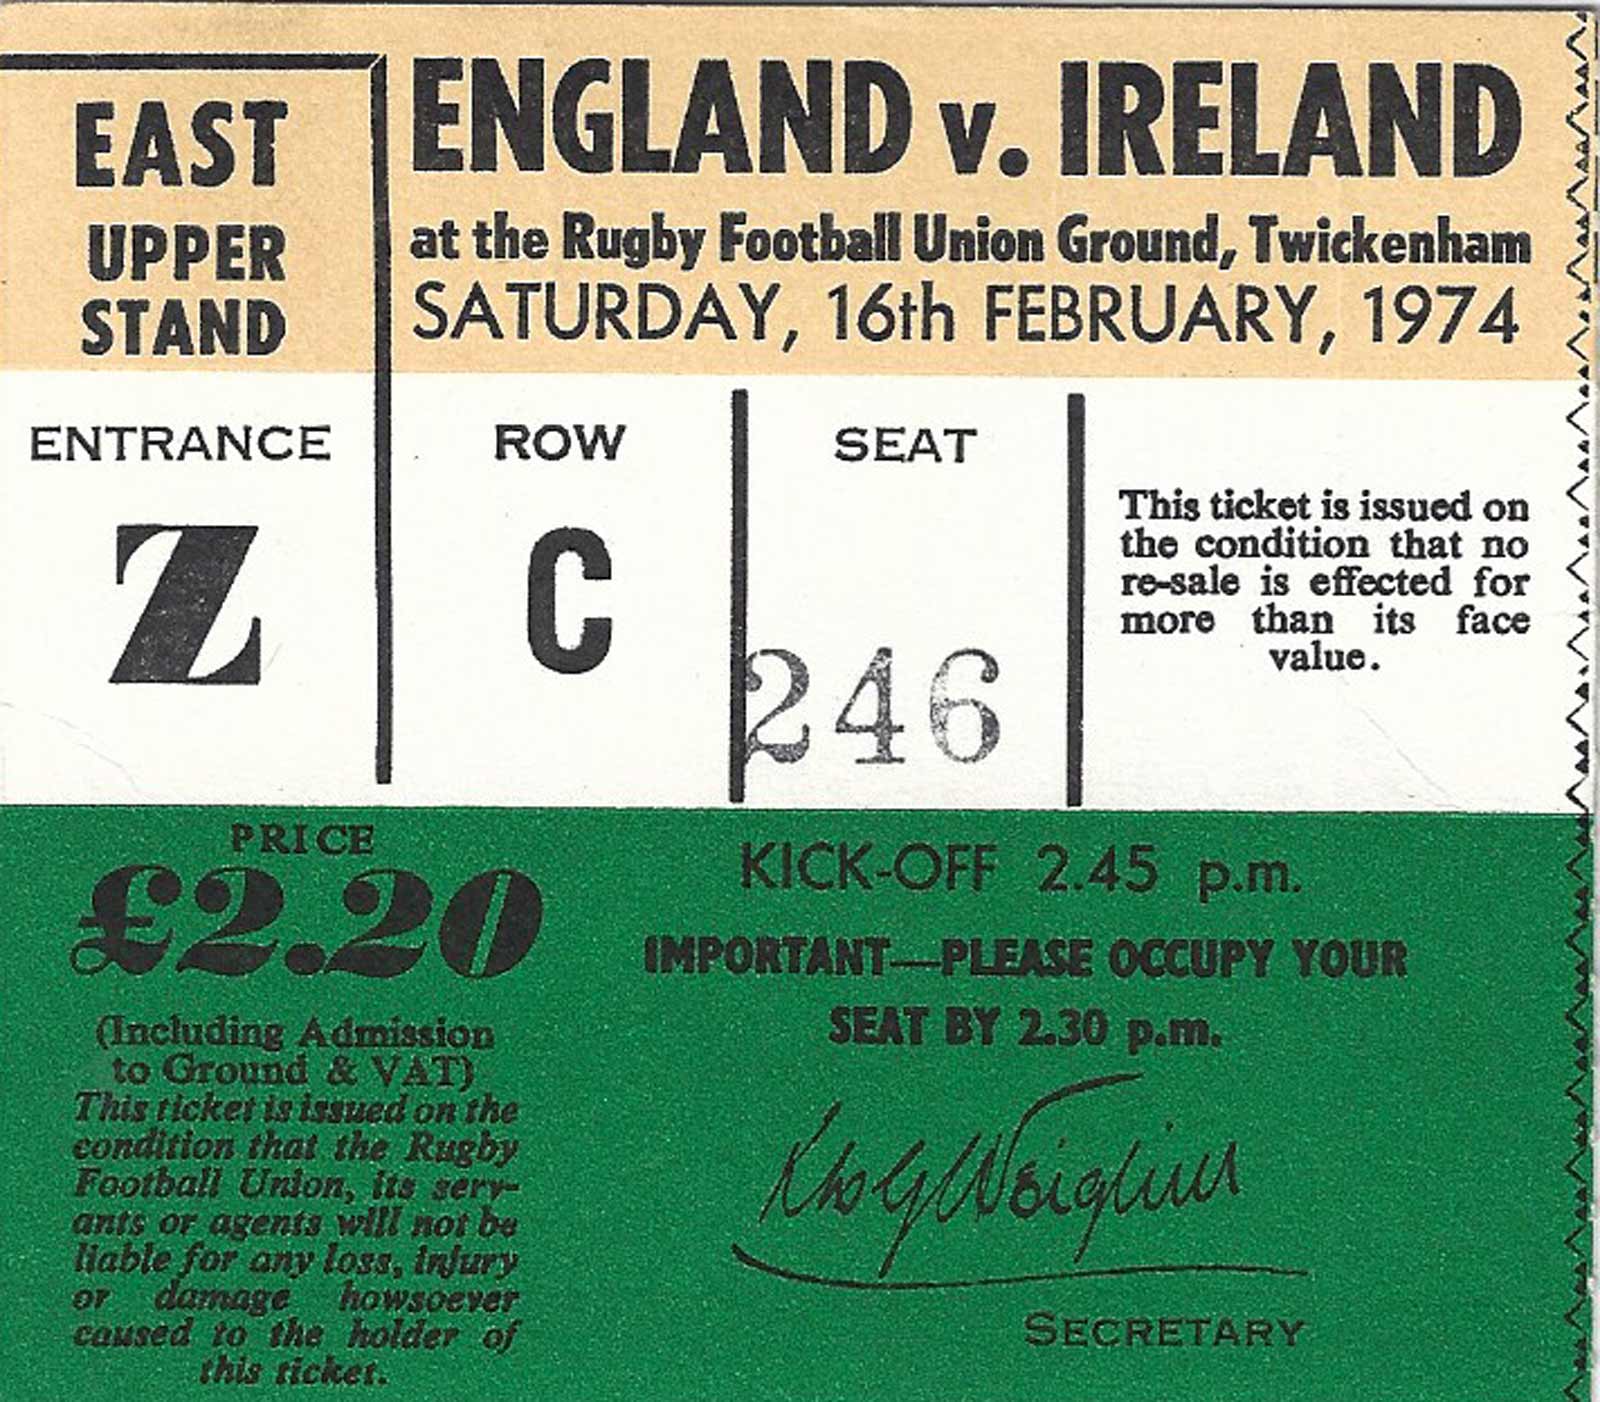 EAST
UPPER
STAND
ENGLAND v. IRELAND
at the Rugby Football Union Ground, Twickenham
SATURDAY, 16th FEBRUARY, 1974
ENTRANCE
Z
ROW
C
SEAT
246
This ticket is issued on
the condition that no
re-sale is effected for
more than its face
value.
PRICE
£2.20
(Including Admission
to Ground & VAT)
This ticket is issued on the
condition that the Rugby
Football Union, its serv-
ants or agents will not be
liable for any loss, injury
or damage howsoever
caused to the holder of
this ticket.
KICK-OFF 2.45 p.m.
IMPORTANT—PLEASE OCCUPY YOUR
SEAT BY 2.30 p.m.
SECRETARY